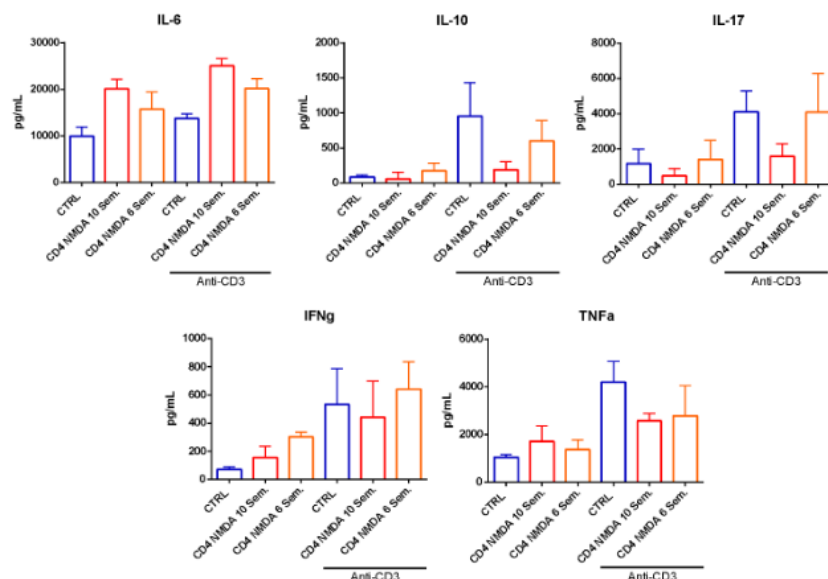 IL-6
pg/mL
30000
20000
10000
0
CTRL
CD4 NMDA 10 Sem.
CD4 NMDA 6 Sem.
CTRL
CD4 NMDA 10 Sem.
CD4 NMDA 6 Sem.
Anti-CD3
IL-10
pg/mL
2000
1500
1000
500
0
CTRL
CD4 NMDA 10 Sem.
CD4 NMDA 6 Sem.
CTRL
CD4 NMDA 10 Sem.
CD4 NMDA 6 Sem.
Anti-CD3
IL-17
pg/mL
8000
6000
4000
2000
0
CTRL
CD4 NMDA 10 Sem.
CD4 NMDA 6 Sem.
CTRL
CD4 NMDA 10 Sem.
CD4 NMDA 6 Sem.
Anti-CD3
IFNg
pg/mL
1000
800
600
400
200
0
CTRL
CD4 NMDA 10 Sem.
CD4 NMDA 6 Sem.
CTRL
CD4 NMDA 10 Sem.
CD4 NMDA 6 Sem.
Anti-CD3
TNFa
pg/mL
6000
4000
2000
0
CTRL
CD4 NMDA 10 Sem.
CD4 NMDA 6 Sem.
CTRL
CD4 NMDA 10 Sem.
CD4 NMDA 6 Sem.
Anti-CD3